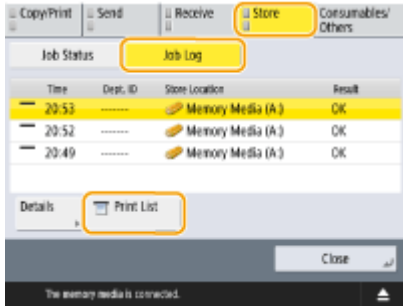 Copy/Print Send Receive Store Consumables/
Others
Job Status Job Log
Time Dept. ID Store Location Result
20:53 ------- Memory Media (A:) OK
20:52 ------- Memory Media (A:) OK
20:49 ------- Memory Media (A:) OK
Details Print List
Close
The memory media is connected.